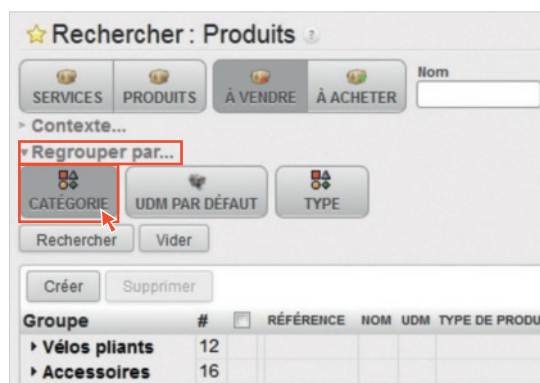 Rechercher : Produits ?
SERVICES PRODUITS À VENDRE À ACHETER Nom
Contexte...
Regrouper par...
CATÉGORIE UDM PAR DÉFAUT TYPE
Rechercher Vider
Créer Supprimer
Groupe # RÉFÉRENCE NOM UDM TYPE DE PRODU
Vélos pliants 12
Accessoires 16